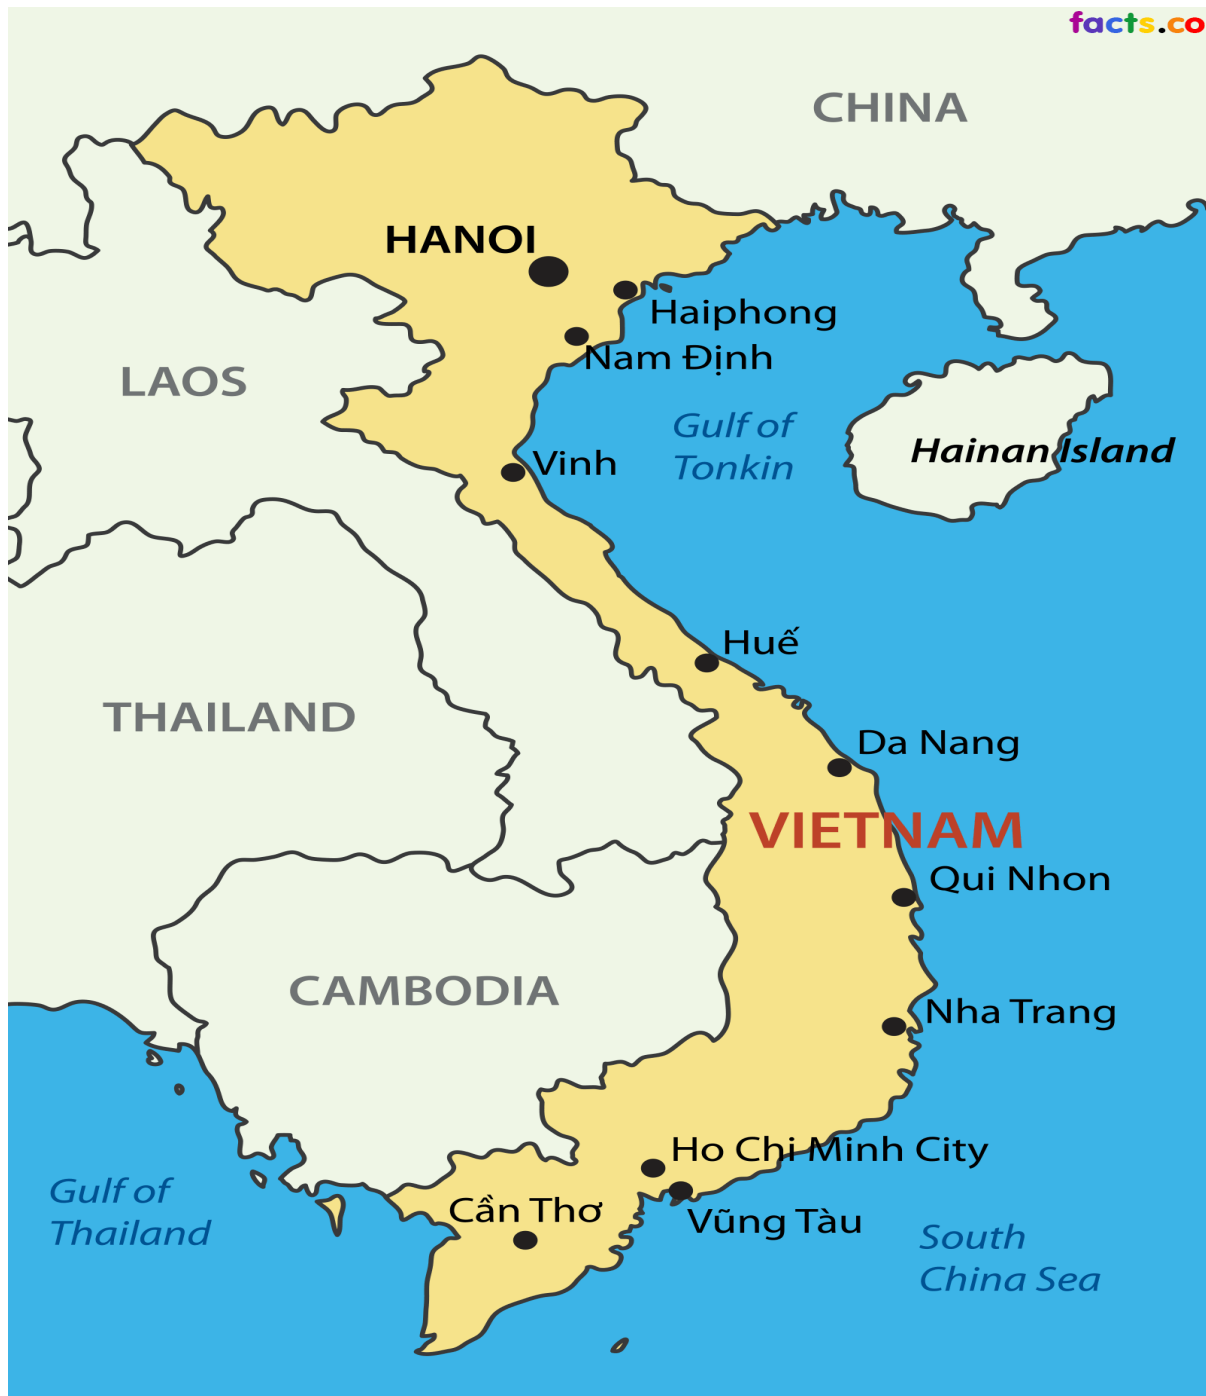 facts.co
CHINA
HANOI
Haiphong
Nam Định
LAOS
Gulf of
Tonkin
Hainan Island
Vinh
Huế
THAILAND
Da Nang
VIETNAM
Qui Nhon
CAMBODIA
Nha Trang
Ho Chi Minh City
Gulf of
Thailand
Cần Thơ
Vũng Tàu
South
China Sea